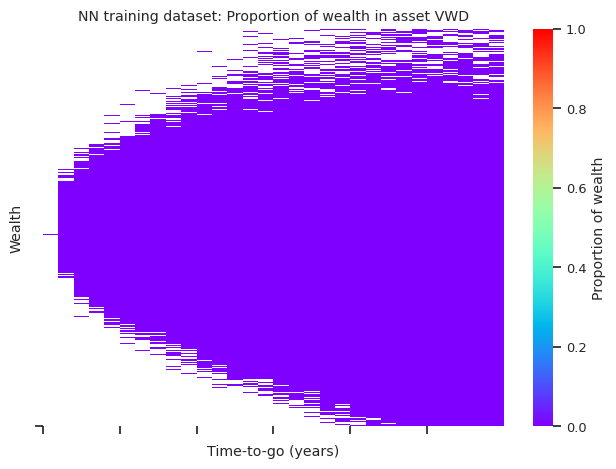 NN training dataset: Proportion of wealth in asset VWD
Wealth
Time-to-go (years)
1.0
0.8
0.6
0.4
0.2
0.0
Proportion of wealth